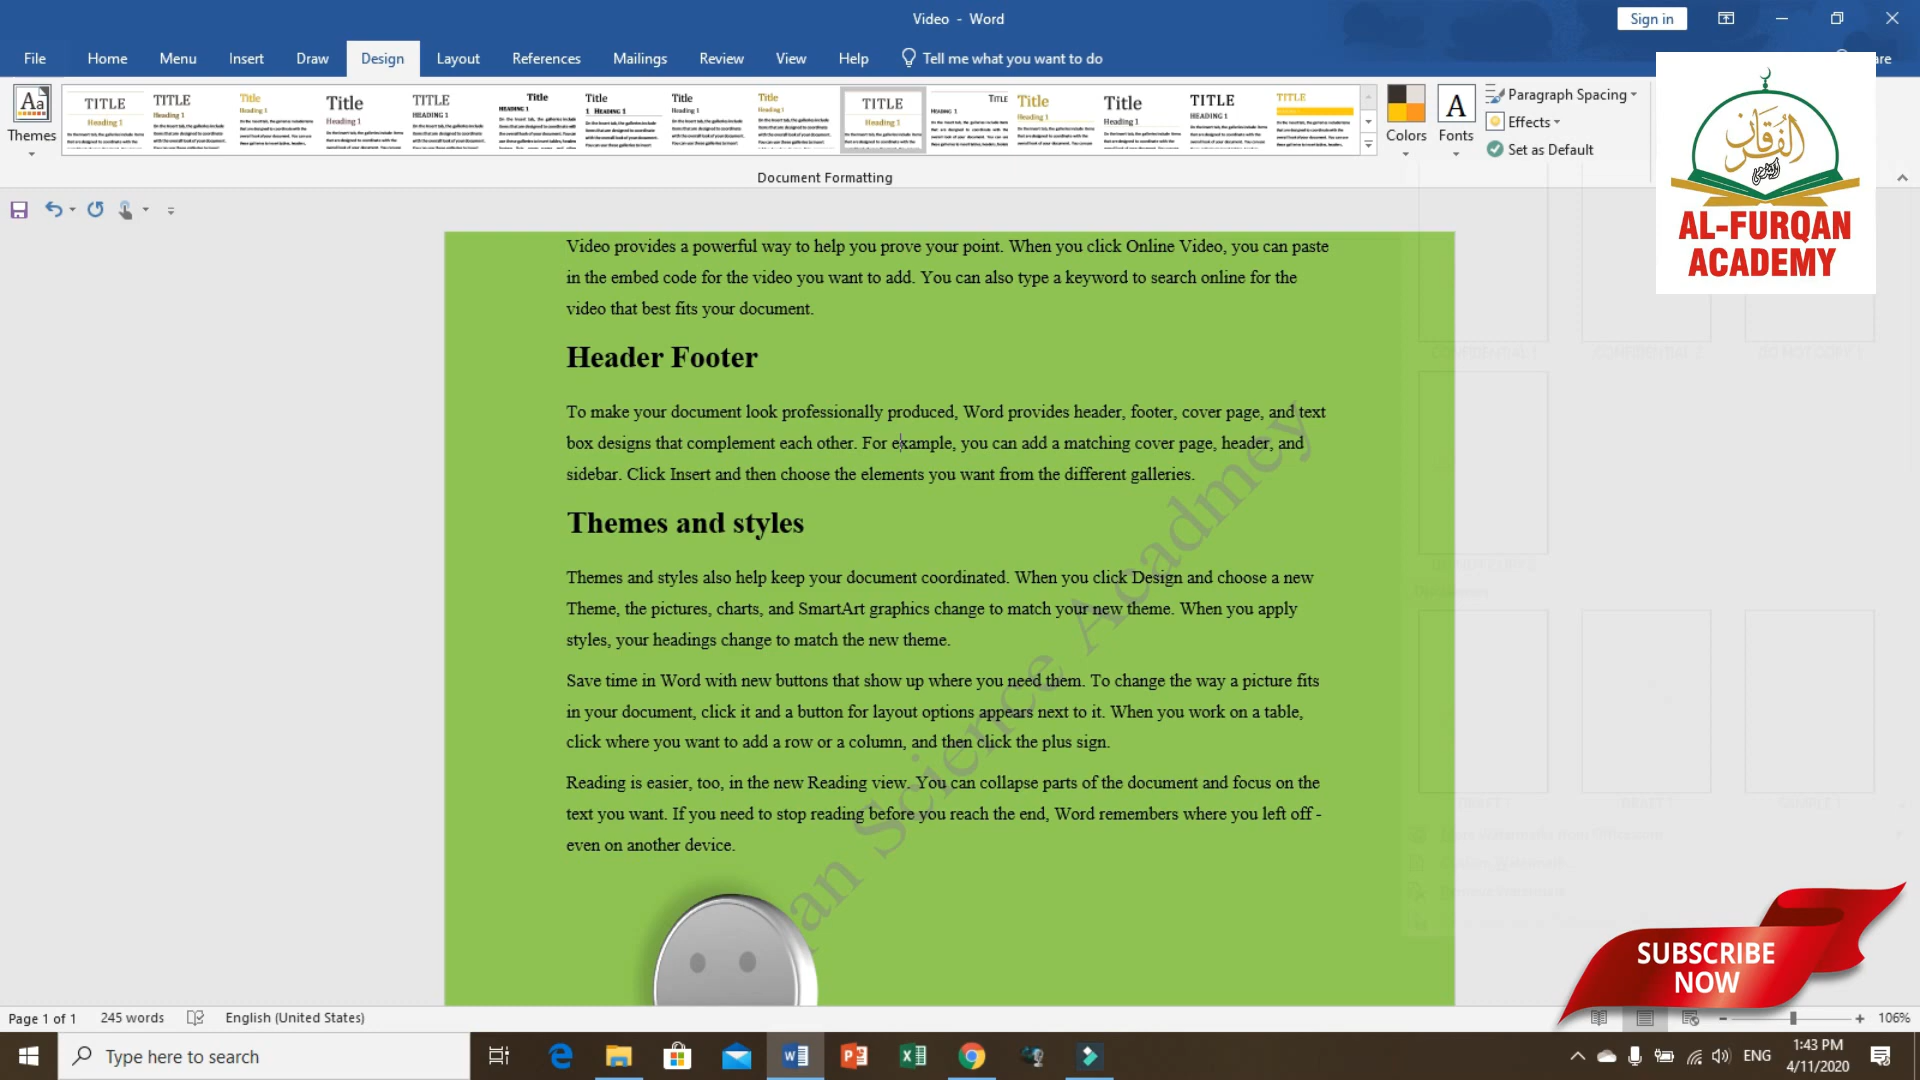 Video - Word
Sign in
File Home Menu Insert Draw Design Layout References Mailings Review View Help Tell me what you want to do
Themes
Colors
Fonts
Paragraph Spacing
Effects
Set as Default
Document Formatting
الفرقان
AL-FURQAN
ACADEMY
Video provides a powerful way to help you prove your point. When you click Online Video, you can paste
in the embed code for the video you want to add. You can also type a keyword to search online for the
video that best fits your document.
Header Footer
To make your document look professionally produced, Word provides header, footer, cover page, and text
box designs that complement each other. For example, you can add a matching cover page, header, and
sidebar. Click Insert and then choose the elements you want from the different galleries.
Themes and styles
Themes and styles also help keep your document coordinated. When you click Design and choose a new
Theme, the pictures, charts, and SmartArt graphics change to match your new theme. When you apply
styles, your headings change to match the new theme.
Save time in Word with new buttons that show up where you need them. To change the way a picture fits
in your document, click it and a button for layout options appears next to it. When you work on a table,
click where you want to add a row or a column, and then click the plus sign.
Reading is easier, too, in the new Reading view. You can collapse parts of the document and focus on the
text you want. If you need to stop reading before you reach the end, Word remembers where you left off -
even on another device.
an Science Acadmey
SUBSCRIBE
NOW
Page 1 of 1 245 words English (United States) 106%
Type here to search
ENG
1:43 PM
4/11/2020